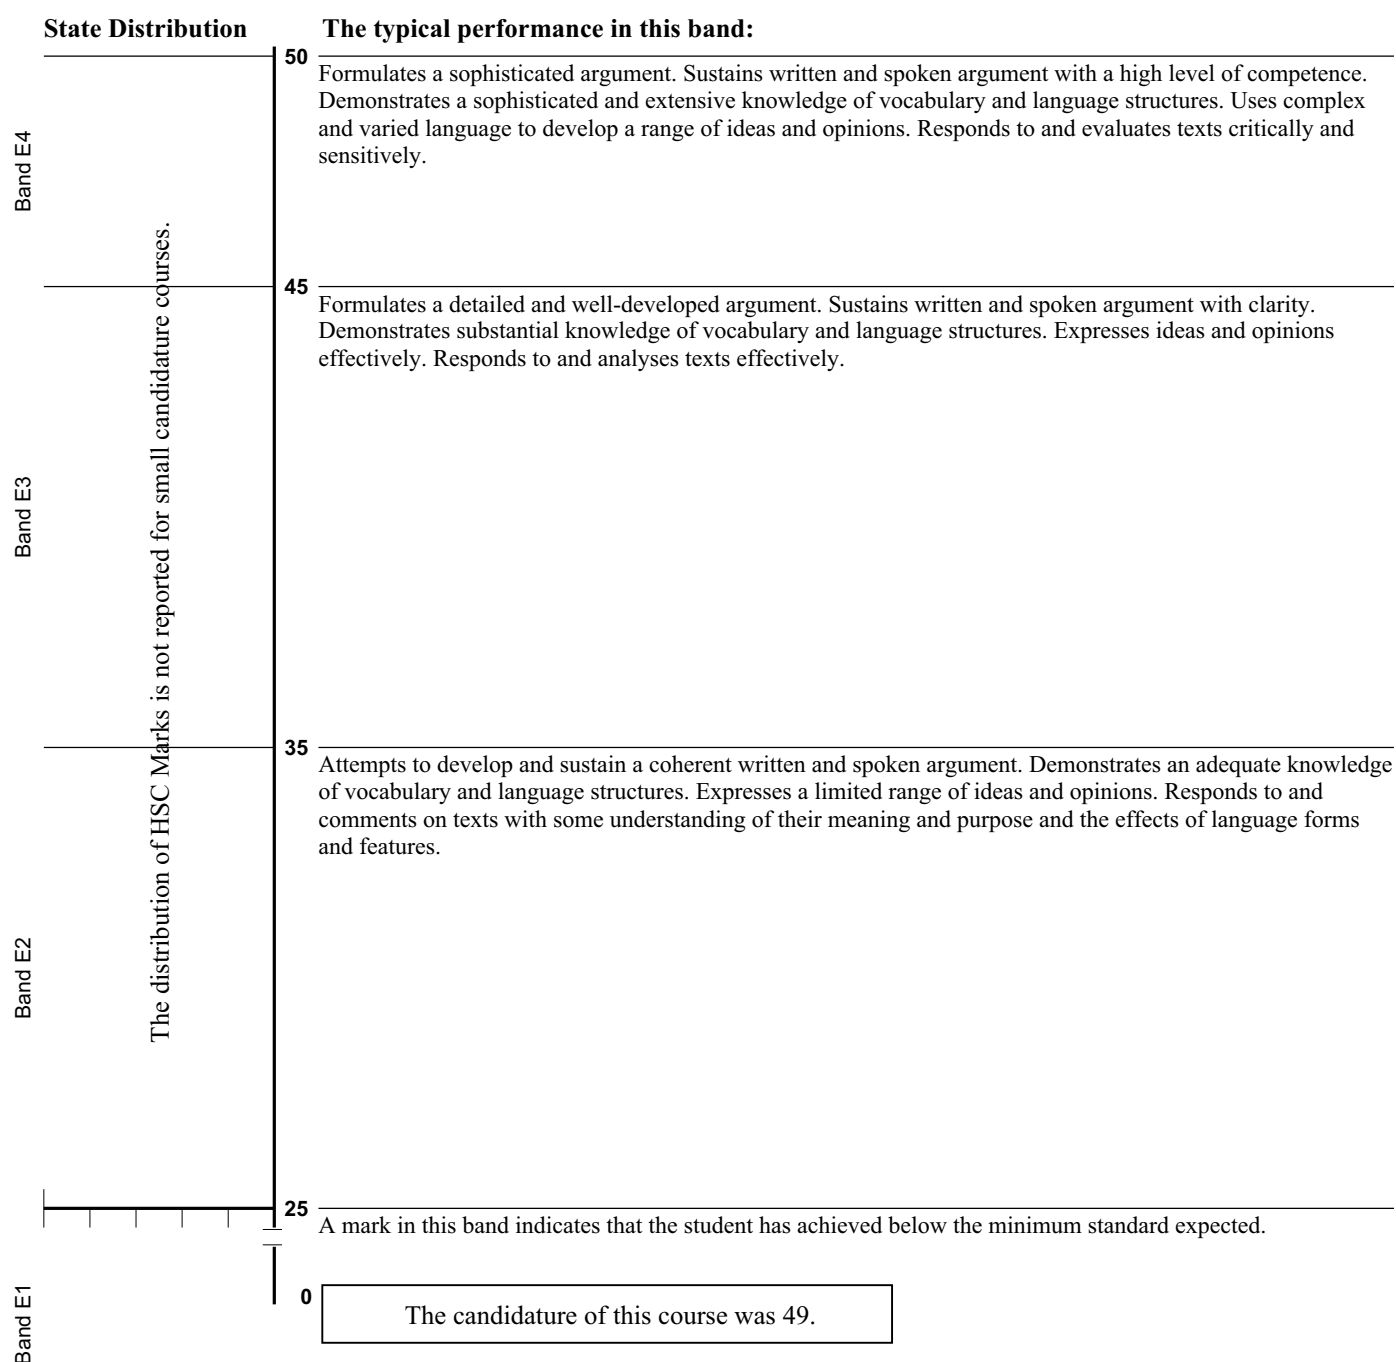 State Distribution
The typical performance in this band:
50
Formulates a sophisticated argument. Sustains written and spoken argument with a high level of competence.
Demonstrates a sophisticated and extensive knowledge of vocabulary and language structures. Uses complex
and varied language to develop a range of ideas and opinions. Responds to and evaluates texts critically and
sensitively.
Band E4
The distribution of HSC Marks is not reported for small candidature courses.
45
Formulates a detailed and well-developed argument. Sustains written and spoken argument with clarity.
Demonstrates substantial knowledge of vocabulary and language structures. Expresses ideas and opinions
effectively. Responds to and analyses texts effectively.
Band E3
35
Attempts to develop and sustain a coherent written and spoken argument. Demonstrates an adequate knowledge
of vocabulary and language structures. Expresses a limited range of ideas and opinions. Responds to and
comments on texts with some understanding of their meaning and purpose and the effects of language forms
and features.
Band E2
25
A mark in this band indicates that the student has achieved below the minimum standard expected.
0
Band E1
The candidature of this course was 49.